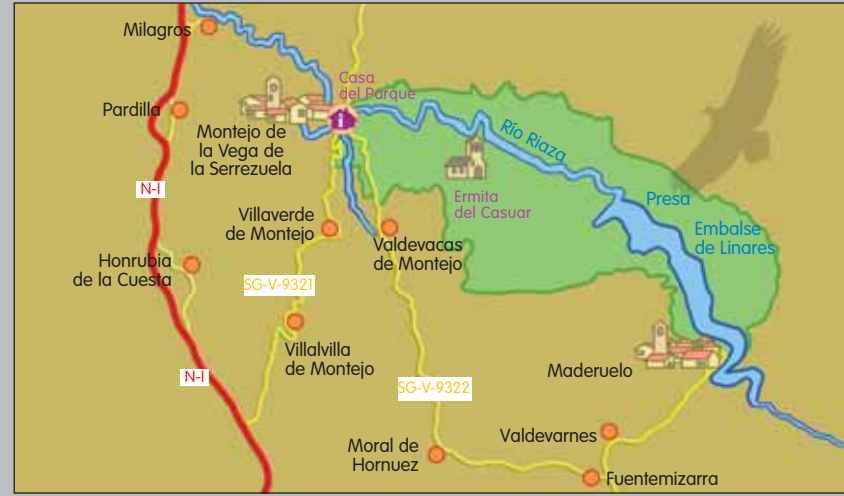 Milagros
Casa
del Parque
Pardilla
Montejo de
la Vega de
la Serrezuela
Río Riaza
N-I
Ermita
del Casuar
Presa
Villaverde
de Montejo
Valdevacas
de Montejo
Embalse
de Linares
Honrubia
de la Cuesta
SG-V-9321
Villalvilla
de Montejo
Maderuelo
N-I
SG-V-9322
Moral de
Hornuez
Valdevarnes
Fuentemizarra
i